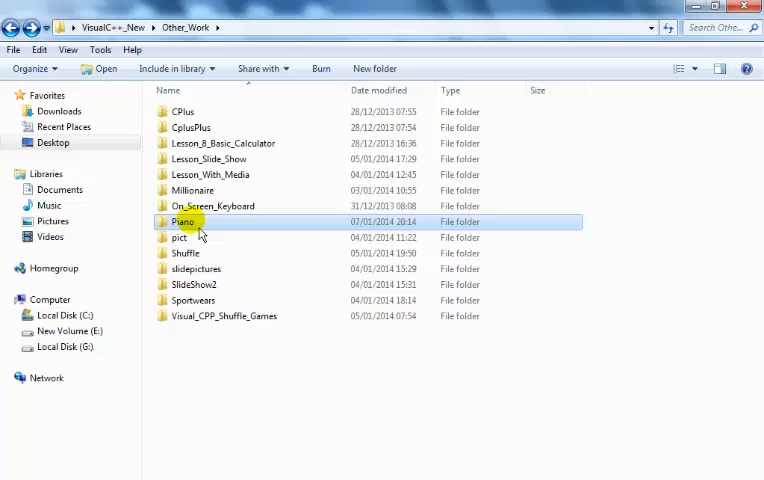 VisualC++_New Other_Work Search Othe...
File Edit View Tools Help
Organize Open Include in library Share with Burn New folder
Name Date modified Type Size
Favorites
Downloads
Recent Places
Desktop
Libraries
Documents
Music
Pictures
Videos
Homegroup
Computer
Local Disk (C:)
New Volume (E:)
Local Disk (G:)
Network
CPlus 28/12/2013 07:55 File folder
CplusPlus 28/12/2013 07:54 File folder
Lesson_8_Basic_Calculator 28/12/2013 16:36 File folder
Lesson_Slide_Show 05/01/2014 17:29 File folder
Lesson_With_Media 04/01/2014 12:45 File folder
Millionaire 03/01/2014 10:55 File folder
On_Screen_Keyboard 31/12/2013 08:08 File folder
Piano 07/01/2014 20:14 File folder
pict 04/01/2014 11:22 File folder
Shuffle 05/01/2014 19:50 File folder
slidepictures 04/01/2014 15:29 File folder
SlideShow2 04/01/2014 15:31 File folder
Sportwears 04/01/2014 18:14 File folder
Visual_CPP_Shuffle_Games 05/01/2014 07:54 File folder